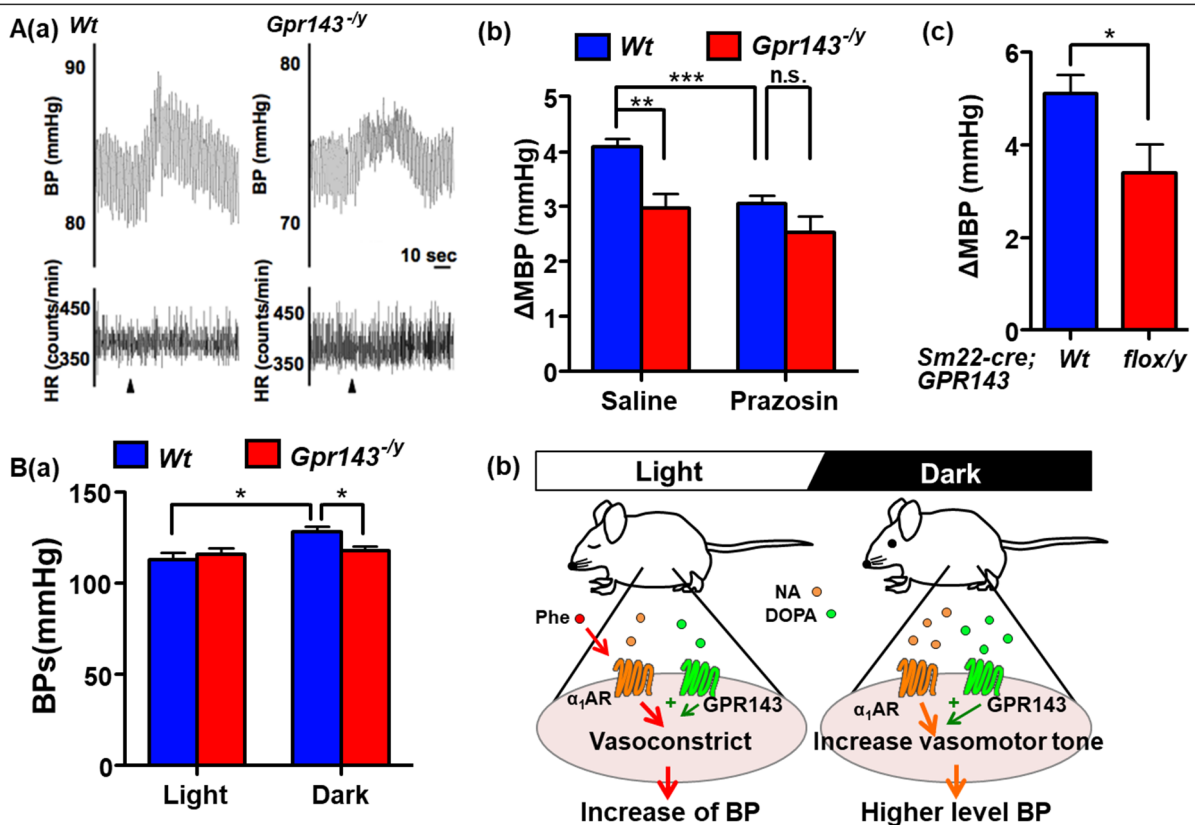 A(a)
Wt
Gpr143-/y
90
80
BP (mmHg)
80
70
BP (mmHg)
10 sec
HR (counts/min)
450
350
HR (counts/min)
450
350
(b)
Wt
Gpr143-/y
***
**
n.s.
ΔMBP (mmHg)
5
4
3
2
1
0
Saline
Prazosin
(c)
*
ΔMBP (mmHg)
6
4
2
0
Sm22-cre;
GPR143
Wt
flox/y
B(a)
Wt
Gpr143-/y
*
*
BPs(mmHg)
150
100
50
0
Light
Dark
(b)
Light
Dark
NA
DOPA
Phe
α1AR
+
GPR143
Vasoconstrict
Increase of BP
α1AR
+
GPR143
Increase vasomotor tone
Higher level BP